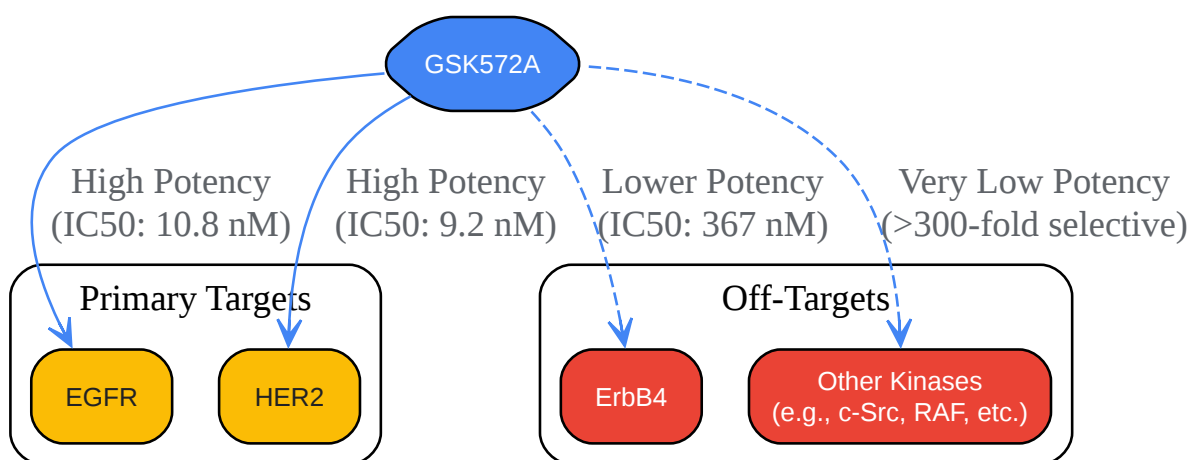 GSK572A
High Potency
(IC50: 10.8 nM)
High Potency
(IC50: 9.2 nM)
Lower Potency
(IC50: 367 nM)
Very Low Potency
(>300-fold selective)
Primary Targets
Off-Targets
EGFR
HER2
ErbB4
Other Kinases
(e.g., c-Src, RAF, etc.)